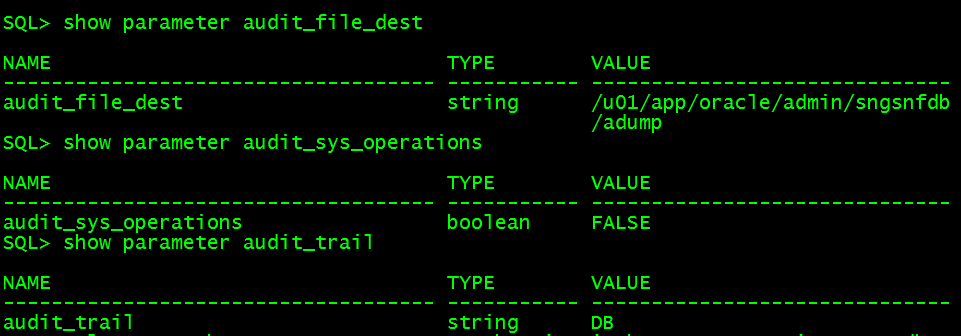 SQL> show parameter audit_file_dest
NAME                                 TYPE        VALUE
------------------------------------ ----------- ------------------------------
audit_file_dest                      string      /u01/app/oracle/admin/sngsnfdb
                                                 /adump
SQL> show parameter audit_sys_operations
NAME                                 TYPE        VALUE
------------------------------------ ----------- ------------------------------
audit_sys_operations                 boolean     FALSE
SQL> show parameter audit_trail
NAME                                 TYPE        VALUE
------------------------------------ ----------- ------------------------------
audit_trail                          string      DB